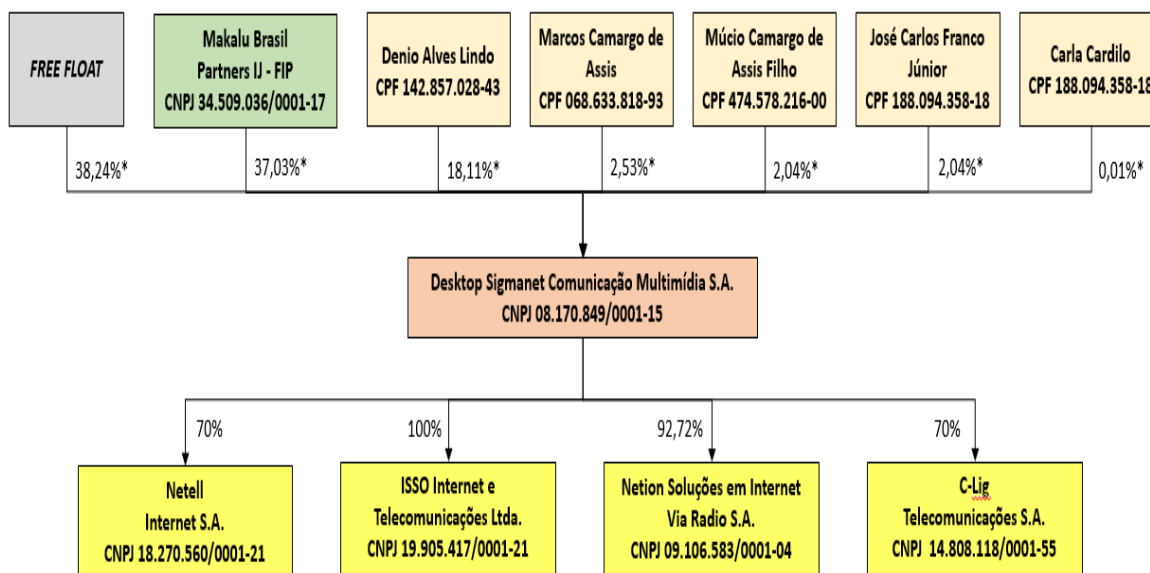 FREE FLOAT
Makalu Brasil
Partners IJ - FIP
CNPJ 34.509.036/0001-17
Denio Alves Lindo
CPF 142.857.028-43
Marcos Camargo de
Assis
CPF 068.633.818-93
Múcio Camargo de
Assis Filho
CPF 474.578.216-00
José Carlos Franco
Júnior
CPF 188.094.358-18
Carla Cardilo
CPF 188.094.358-18
38,24%*
37,03%*
18,11%*
2,53%*
2,04%*
2,04%*
0,01%*
Desktop Sigmanet Comunicação Multimídia S.A.
CNPJ 08.170.849/0001-15
70%
100%
92,72%
70%
Netell
Internet S.A.
CNPJ 18.270.560/0001-21
ISSO Internet e
Telecomunicações Ltda.
CNPJ 19.905.417/0001-21
Netion Soluções em Internet
Via Radio S.A.
CNPJ 09.106.583/0001-04
C-Lig
Telecomunicações S.A.
CNPJ 14.808.118/0001-55